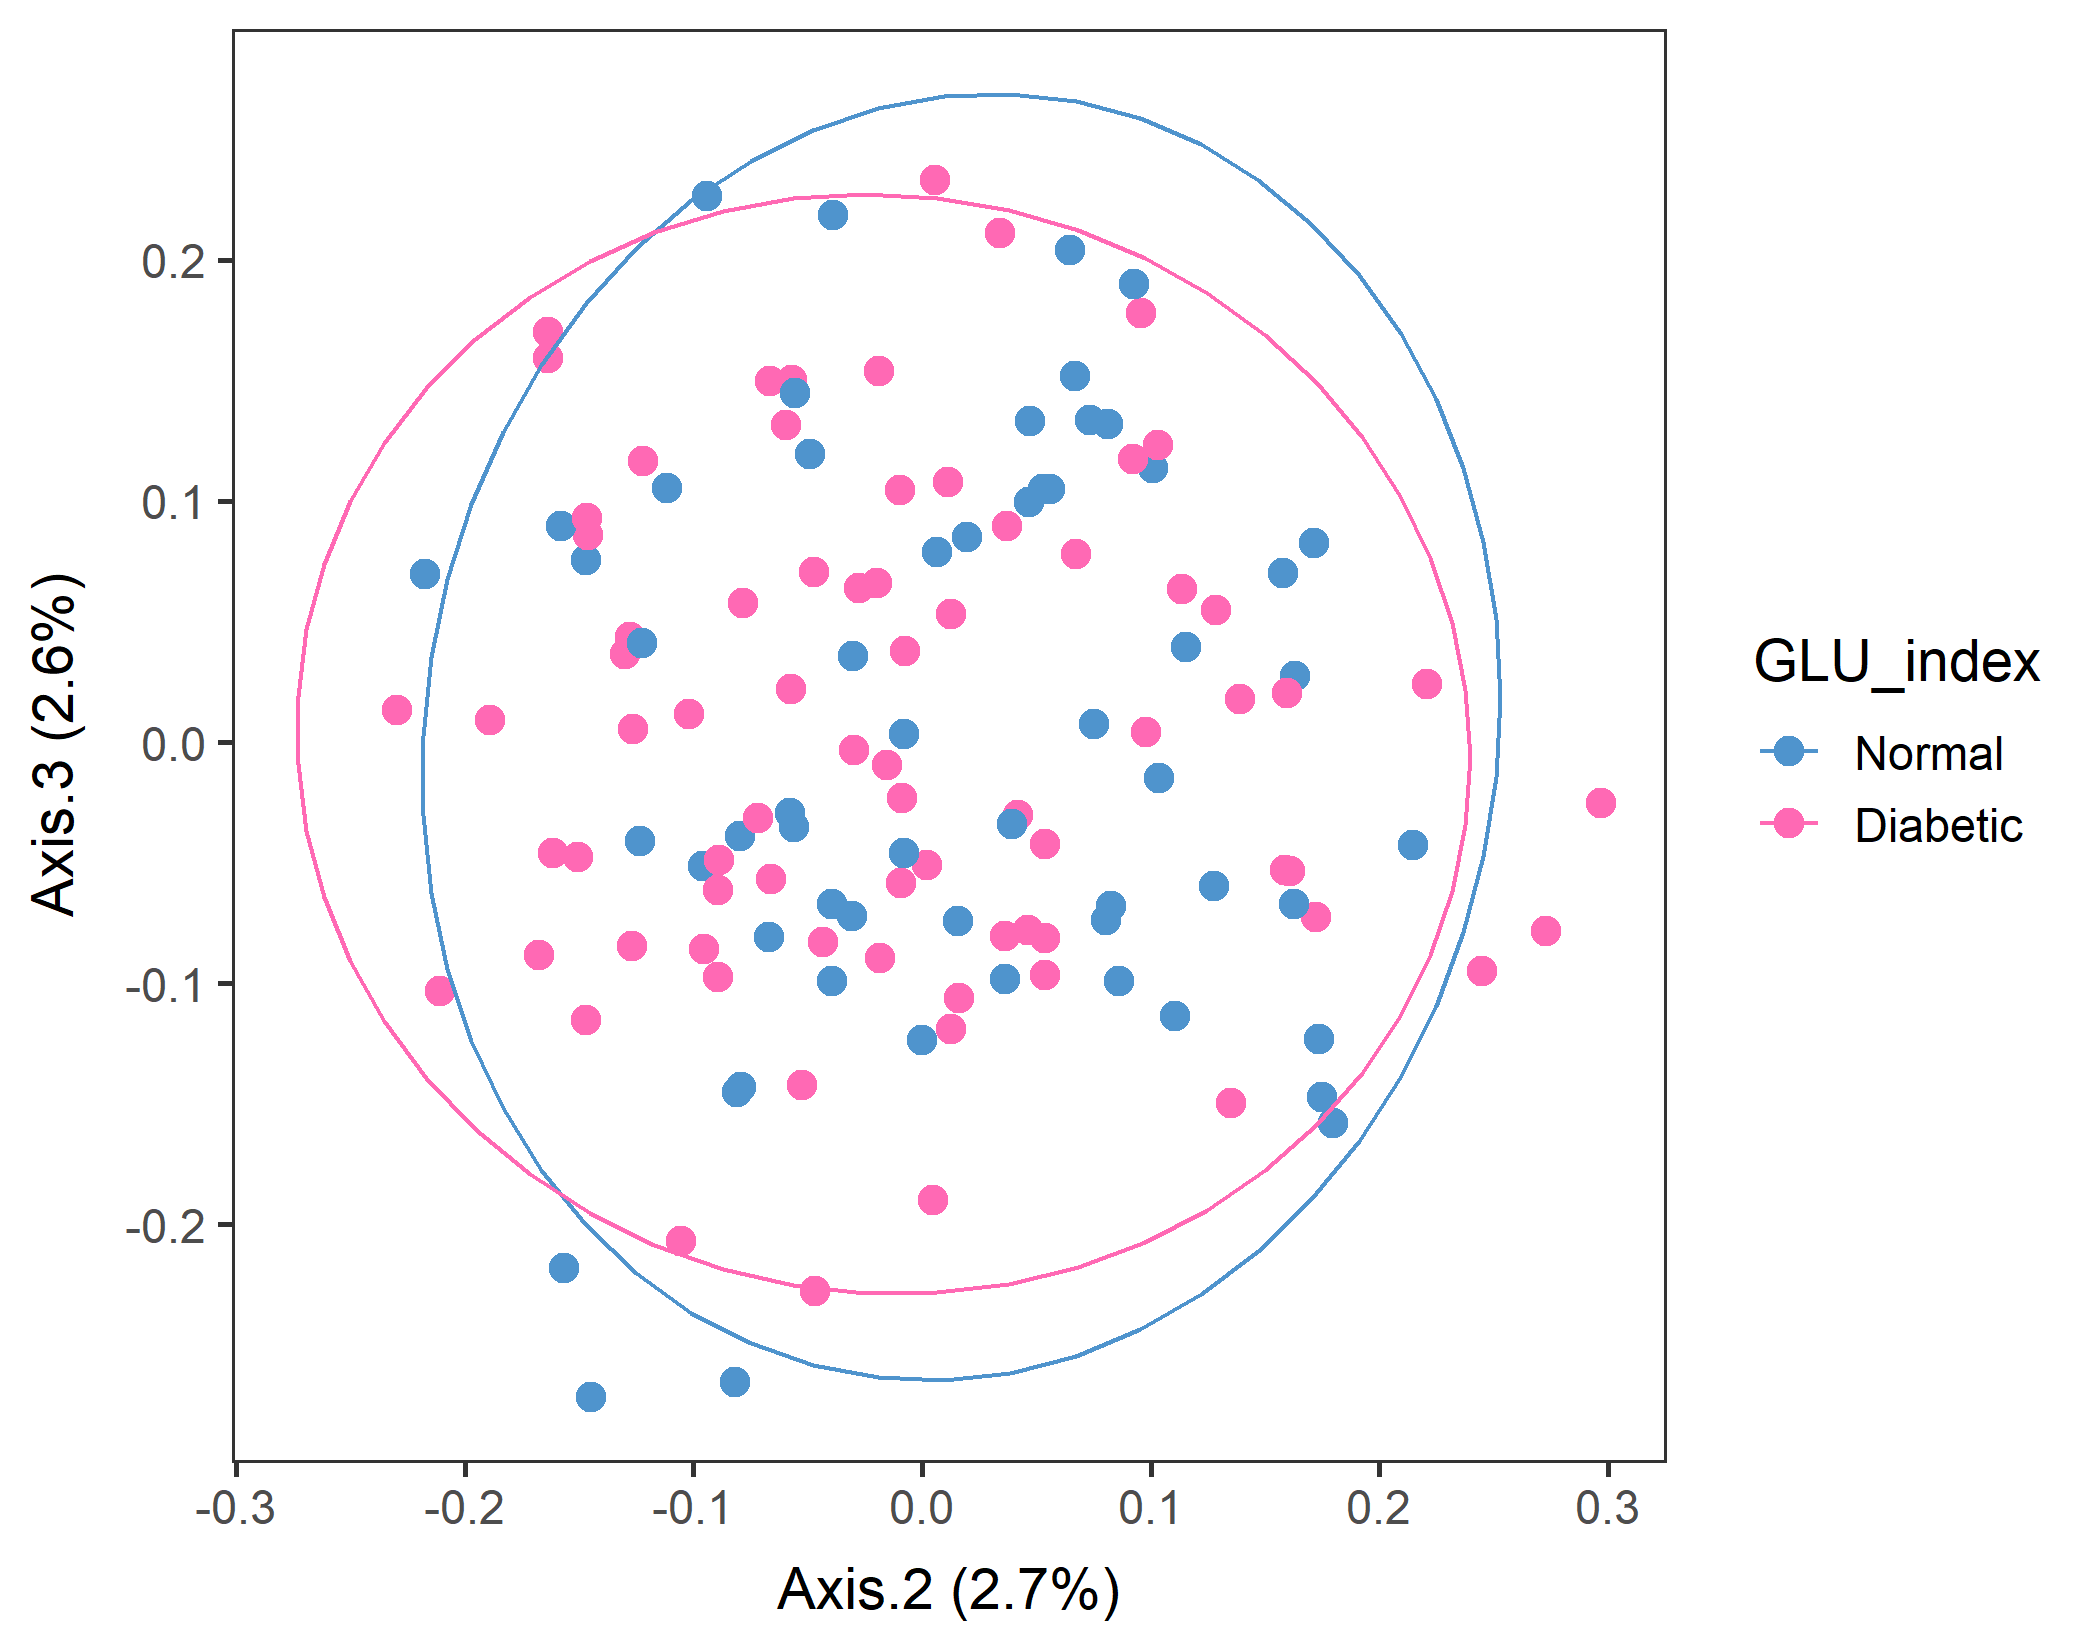 0.2
0.1
0.0
-0.1
-0.2
Axis.3 (2.6%)
-0.3 -0.2 -0.1 0.0 0.1 0.2 0.3
Axis.2 (2.7%)
GLU_index
Normal
Diabetic